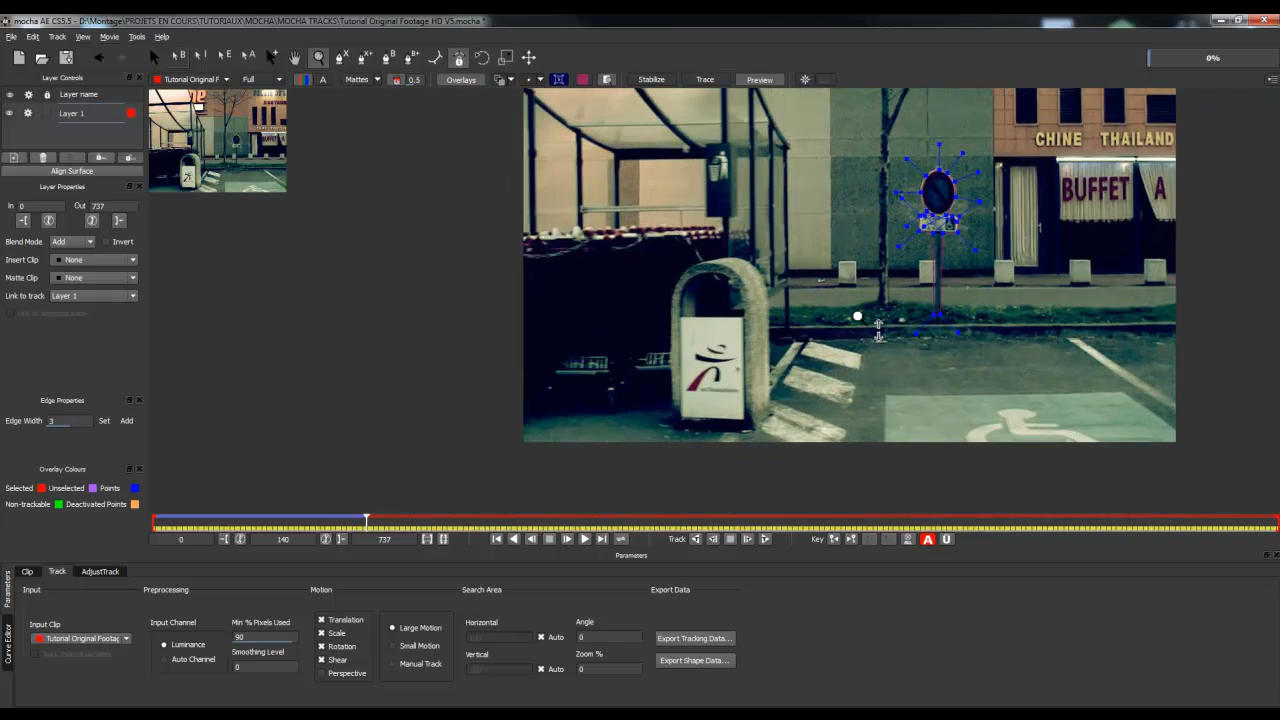 mocha AE CS5.5 - D:\Montage\PROJETS EN COURS\TUTORIAUX\MOCHA\MOCHA TRACKS\Tutorial Original Footage HD V5.mocha *
File Edit Track View Movie Tools Help
B I E A X X+ B B+ 0%
Layer Controls
Tutorial Original F Full A Mattes 0.5 Overlays Stabilize Trace Preview
Layer name
Layer 1
Align Surface
CHINE THAILAND
BUFFET A
Layer Properties
In 0 Out 737
Blend Mode Add Invert
Insert Clip None
Matte Clip None
Link to track Layer 1
Edge Properties
Edge Width 3 Set Add
Overlay Colours
Selected Unselected Points
Non-trackable Deactivated Points
0 140 737 Track Key A Ü
Parameters
Clip Track AdjustTrack
Parameters
Curve Editor
Input Preprocessing Motion Search Area Export Data
Input Clip
Tutorial Original Footag
Input Channel
Luminance
Auto Channel
Min % Pixels Used
90
Smoothing Level
0
Translation
Scale
Rotation
Shear
Perspective
Large Motion
Small Motion
Manual Track
Horizontal
Auto
Vertical
Auto
Angle
0
Zoom %
0
Export Tracking Data...
Export Shape Data...